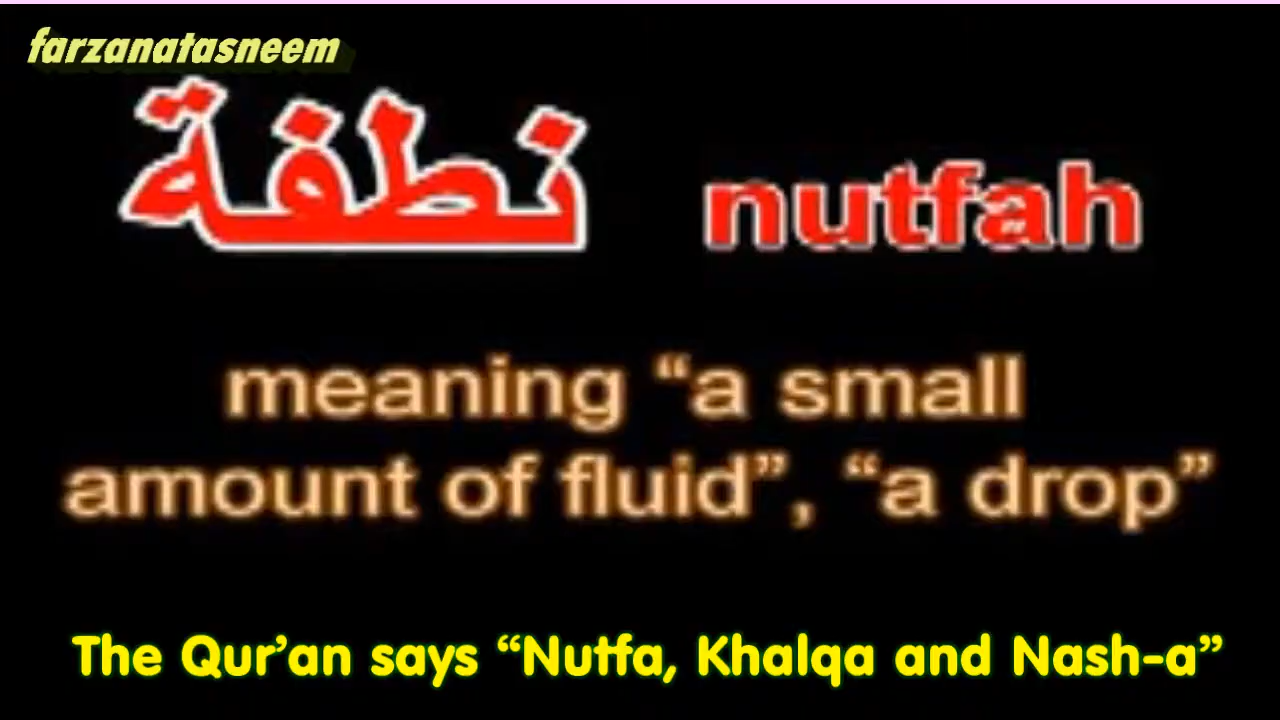 farzanatasneem
نطفة nutfah
meaning “a small
amount of fluid”, “a drop”
The Qur’an says “Nutfa, Khalqa and Nash-a”